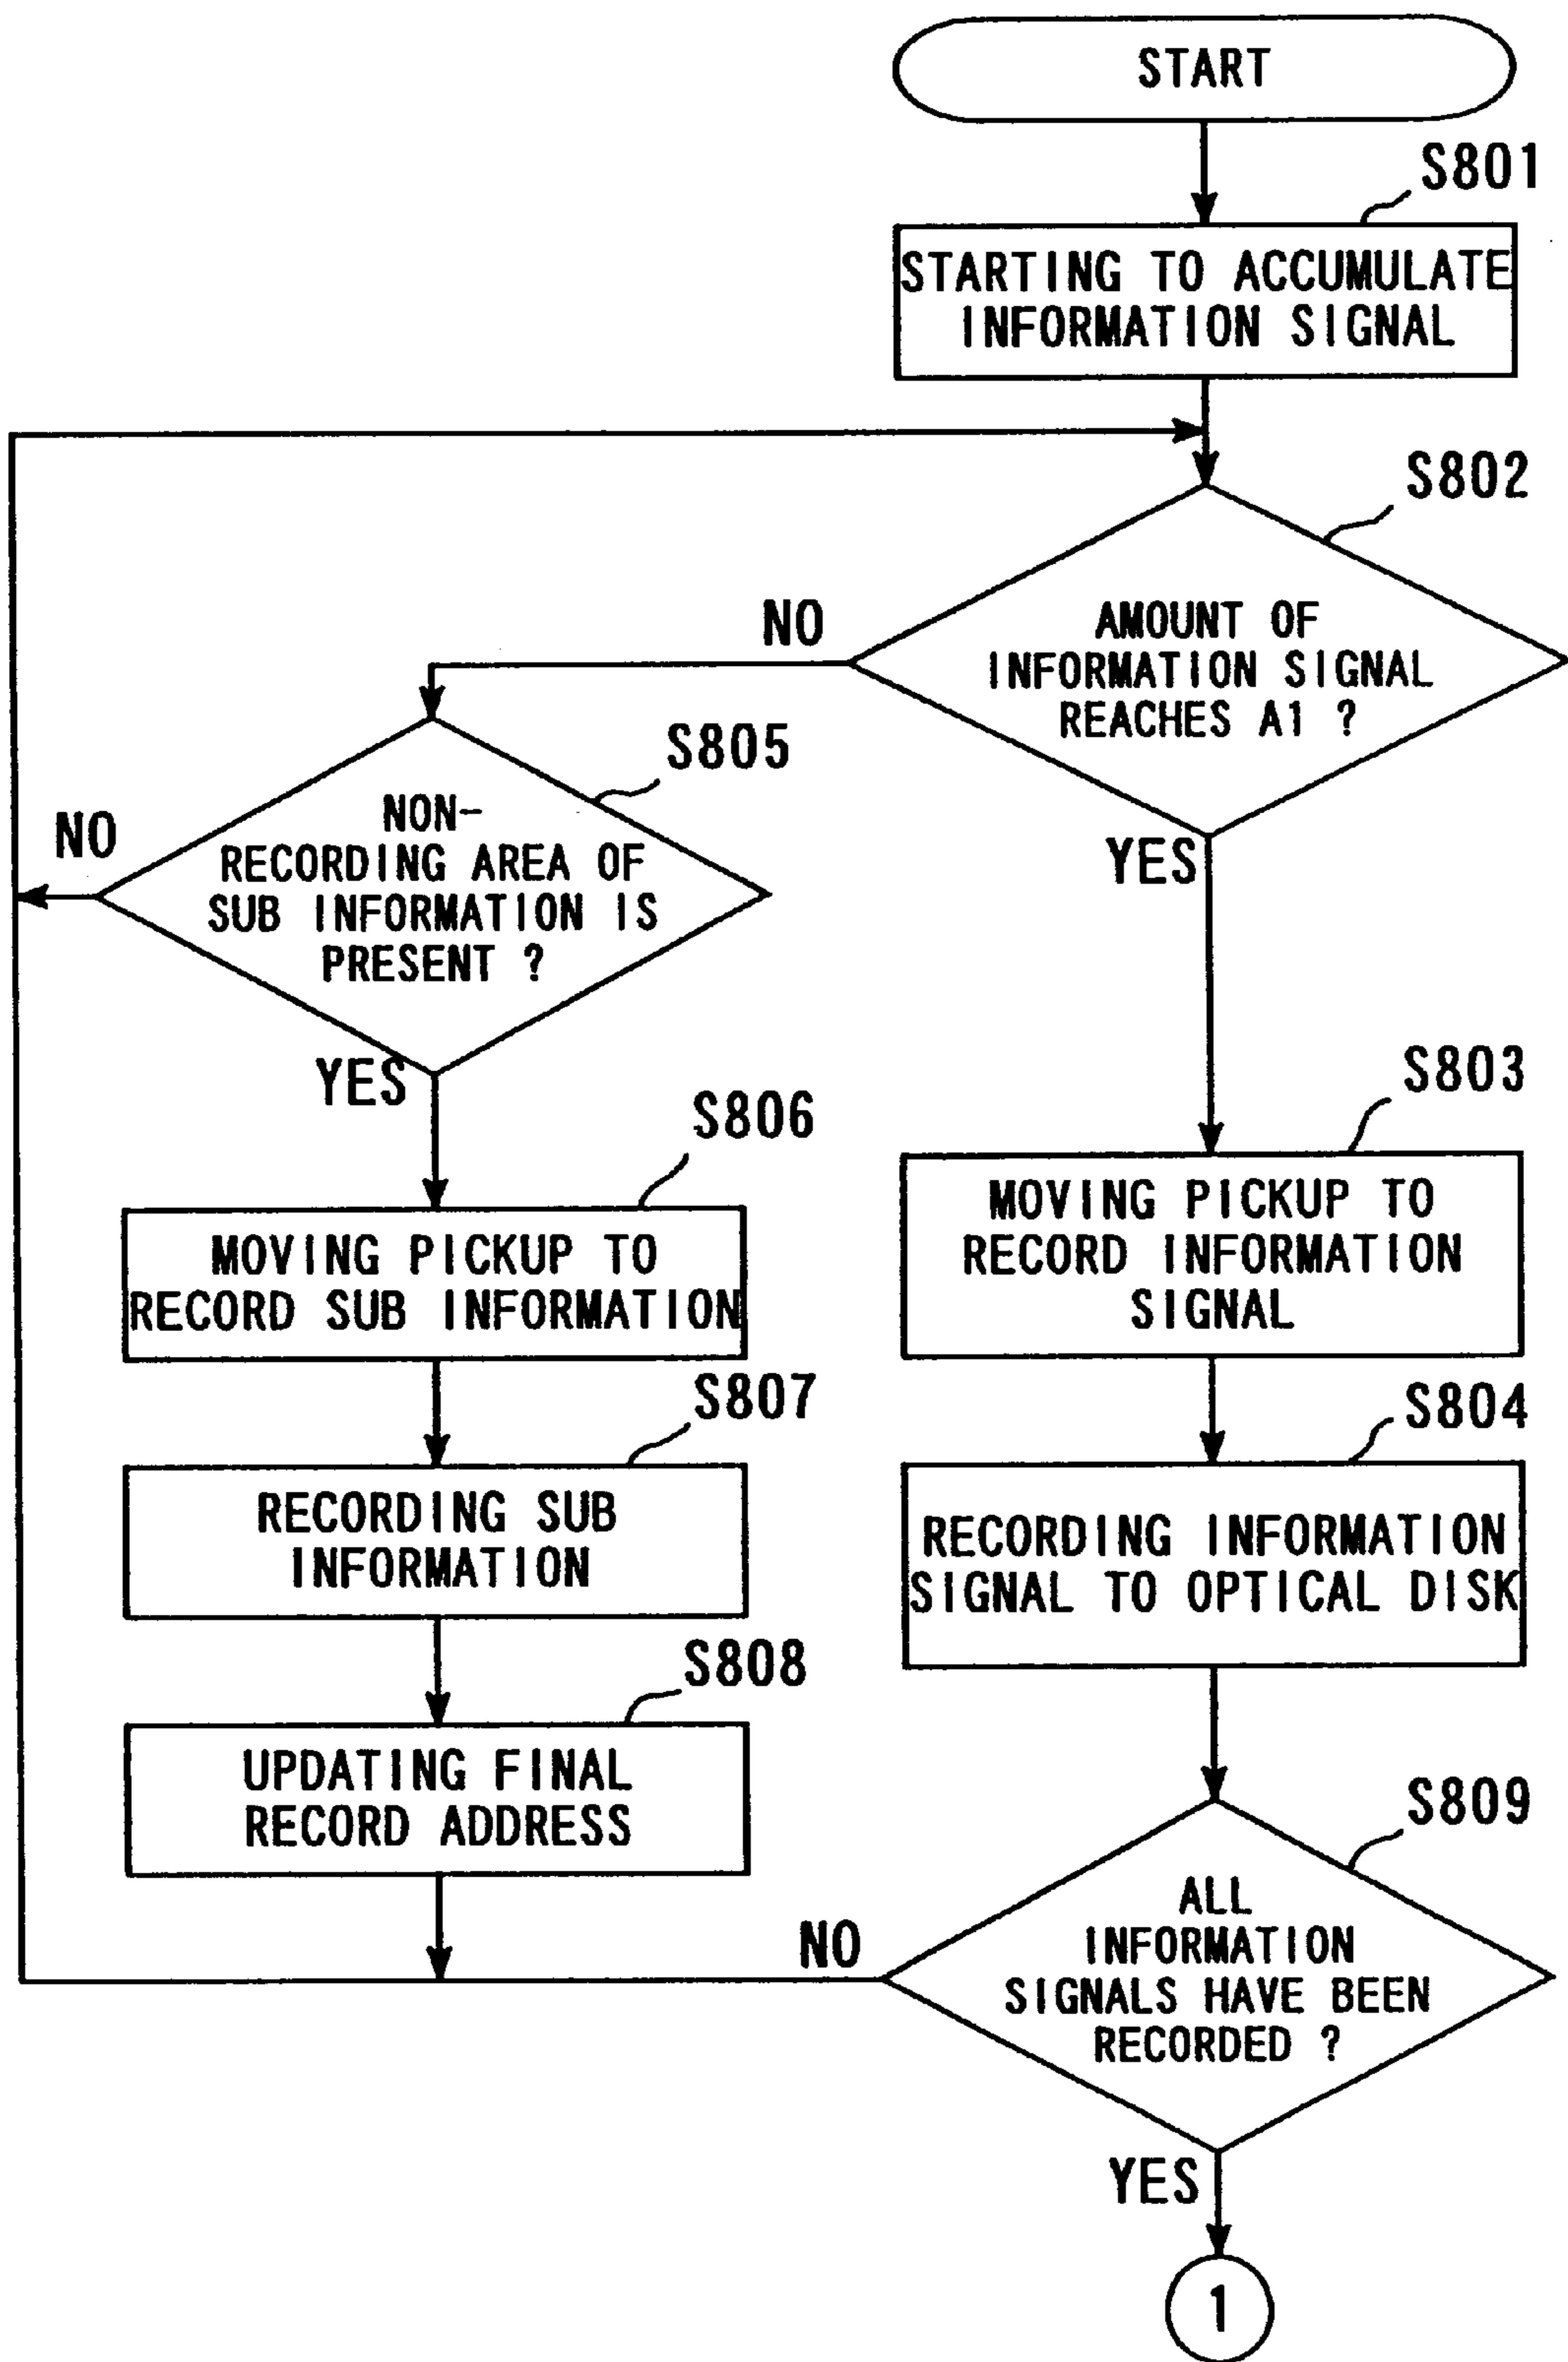 START
S801
STARTING TO ACCUMULATE
INFORMATION SIGNAL
S802
AMOUNT OF
INFORMATION SIGNAL
REACHES A1 ?
NO
YES
S805
NON-
RECORDING AREA OF
SUB INFORMATION IS
PRESENT ?
NO
YES
S806
MOVING PICKUP TO
RECORD SUB INFORMATION
S807
RECORDING SUB
INFORMATION
S808
UPDATING FINAL
RECORD ADDRESS
S803
MOVING PICKUP TO
RECORD INFORMATION
SIGNAL
S804
RECORDING INFORMATION
SIGNAL TO OPTICAL DISK
S809
ALL
INFORMATION
SIGNALS HAVE BEEN
RECORDED ?
NO
YES
1